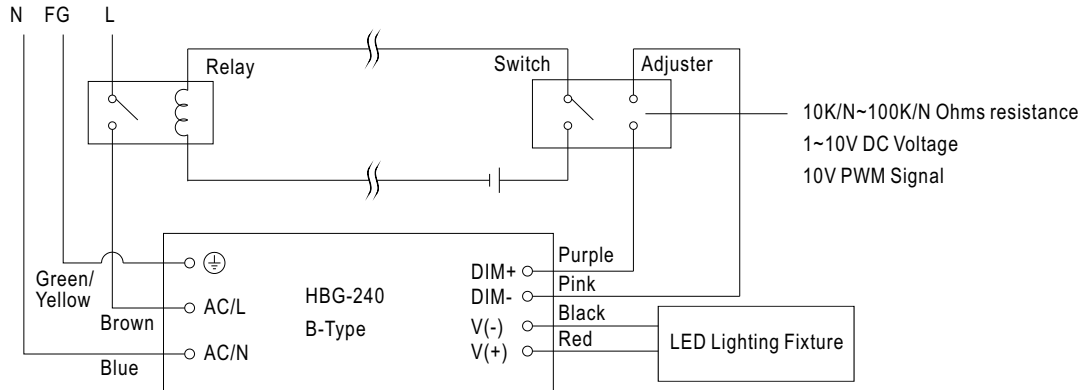 N FG L
Relay
Switch
Adjuster
10K/N~100K/N Ohms resistance
1~10V DC Voltage
10V PWM Signal
Green/
Yellow
Brown
Blue
AC/L
AC/N
HBG-240
B-Type
DIM+
DIM-
V(-)
V(+)
Purple
Pink
Black
Red
LED Lighting Fixture